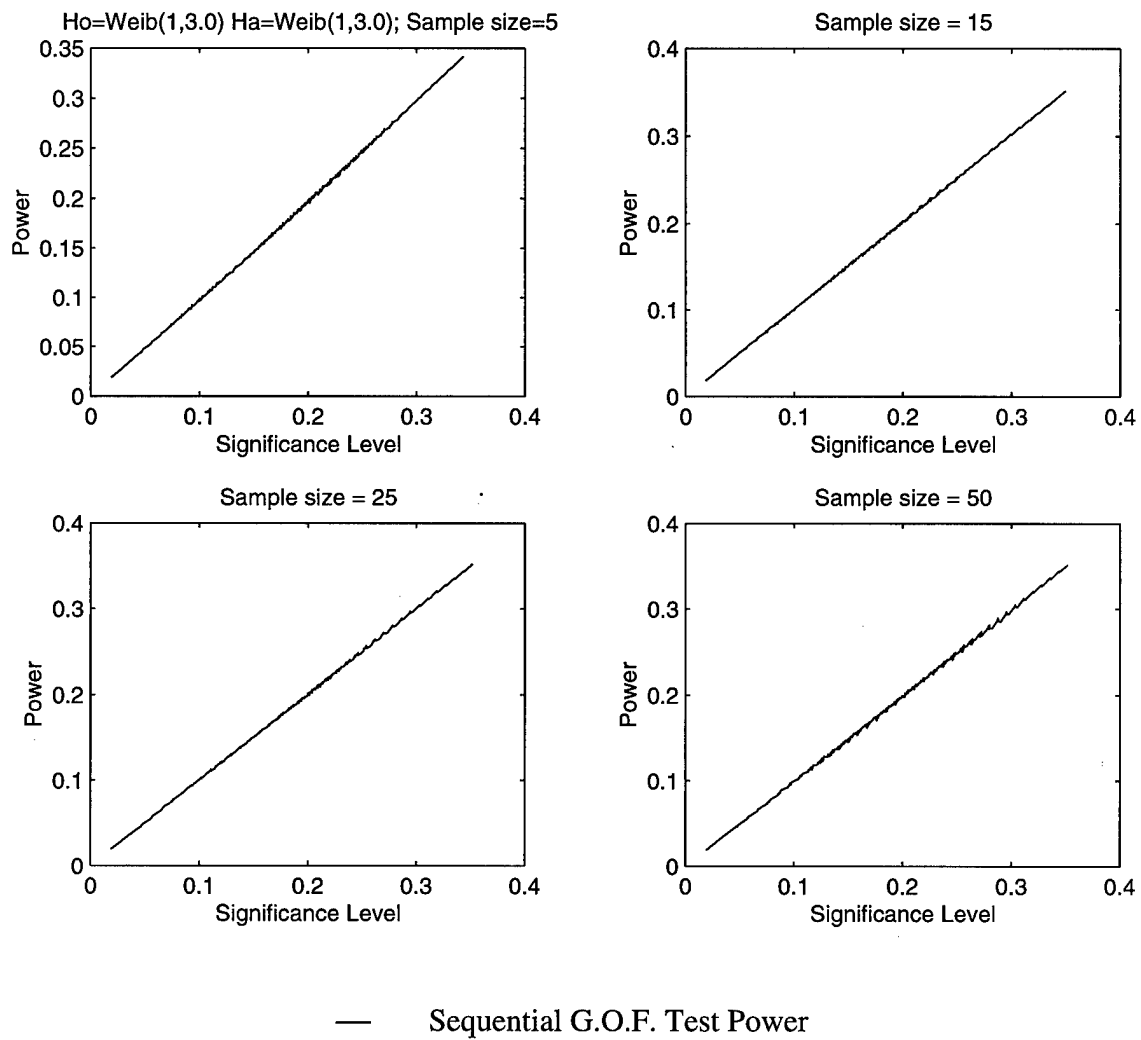 Ho=Weib(1,3.0) Ha=Weib(1,3.0); Sample size=5
0.35
0.3
0.25
0.2
0.15
0.1
0.05
0
Power
0 0.1 0.2 0.3 0.4
Significance Level
Sample size = 15
0.4
0.3
0.2
0.1
0
Power
0 0.1 0.2 0.3 0.4
Significance Level
Sample size = 25
0.4
0.3
0.2
0.1
0
Power
0 0.1 0.2 0.3 0.4
Significance Level
Sample size = 50
0.4
0.3
0.2
0.1
0
Power
0 0.1 0.2 0.3 0.4
Significance Level
Sequential G.O.F. Test Power